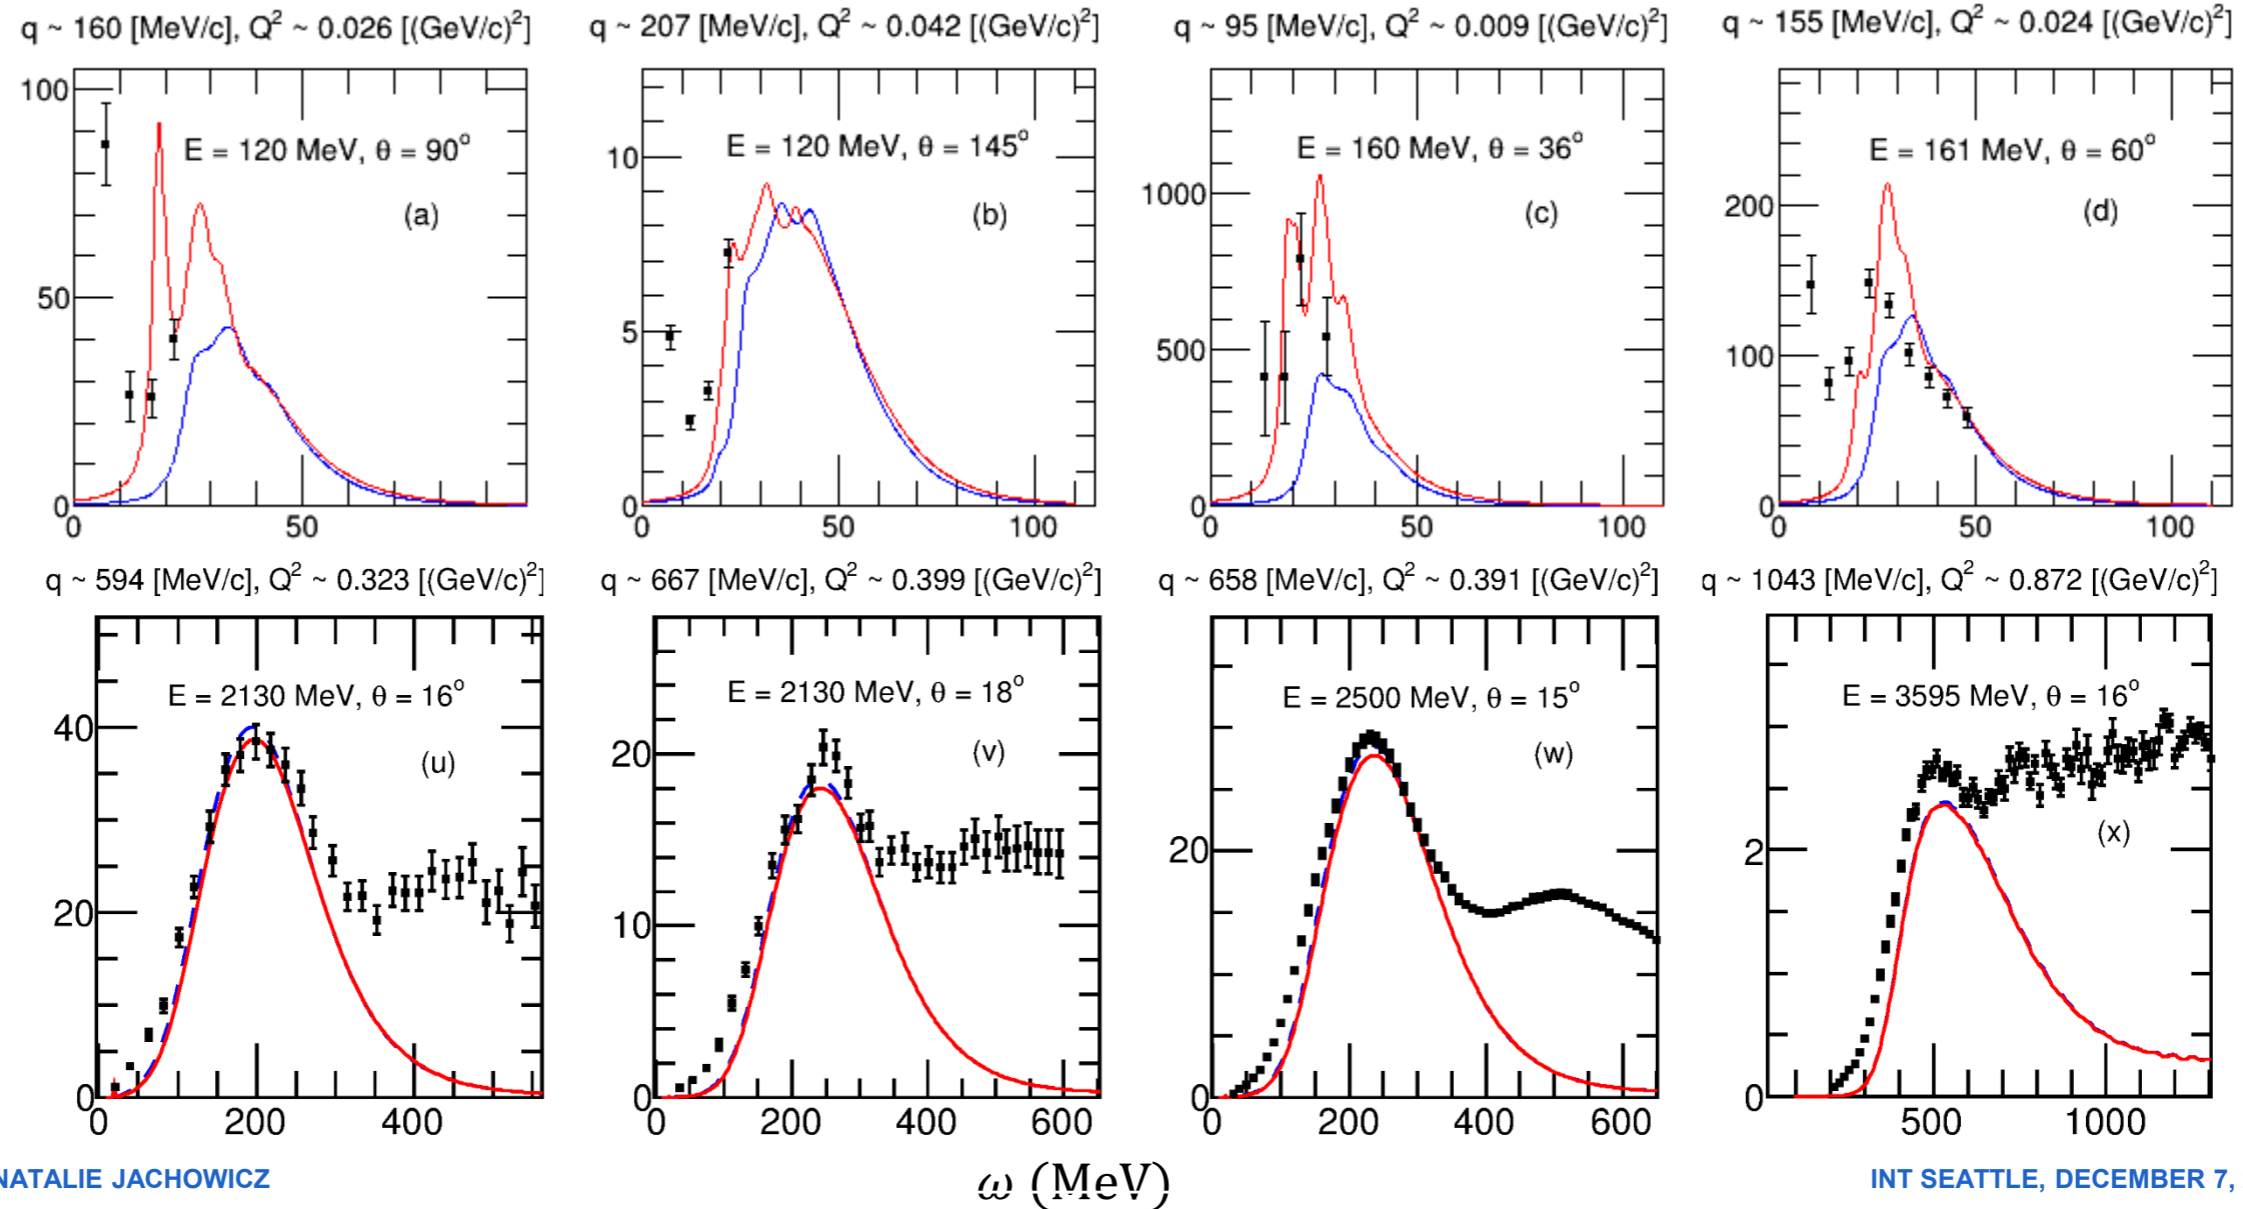 q ~ 160 [MeV/c], Q² ~ 0.026 [(GeV/c)²]
q ~ 207 [MeV/c], Q² ~ 0.042 [(GeV/c)²]
q ~ 95 [MeV/c], Q² ~ 0.009 [(GeV/c)²]
q ~ 155 [MeV/c], Q² ~ 0.024 [(GeV/c)²]
100
50
0
0 50
E = 120 MeV, θ = 90°
(a)
10
5
0
0 50 100
E = 120 MeV, θ = 145°
(b)
1000
500
0
0 50 100
E = 160 MeV, θ = 36°
(c)
200
100
0
0 50 100
E = 161 MeV, θ = 60°
(d)
q ~ 594 [MeV/c], Q² ~ 0.323 [(GeV/c)²]
q ~ 667 [MeV/c], Q² ~ 0.399 [(GeV/c)²]
q ~ 658 [MeV/c], Q² ~ 0.391 [(GeV/c)²]
q ~ 1043 [MeV/c], Q² ~ 0.872 [(GeV/c)²]
E = 2130 MeV, θ = 16°
(u)
40
20
0
0 200 400
E = 2130 MeV, θ = 18°
(v)
20
10
0
0 200 400 600
E = 2500 MeV, θ = 15°
(w)
20
0
0 200 400 600
E = 3595 MeV, θ = 16°
(x)
2
0
500 1000
ω (MeV)
NATALIE JACHOWICZ
INT SEATTLE, DECEMBER 7,